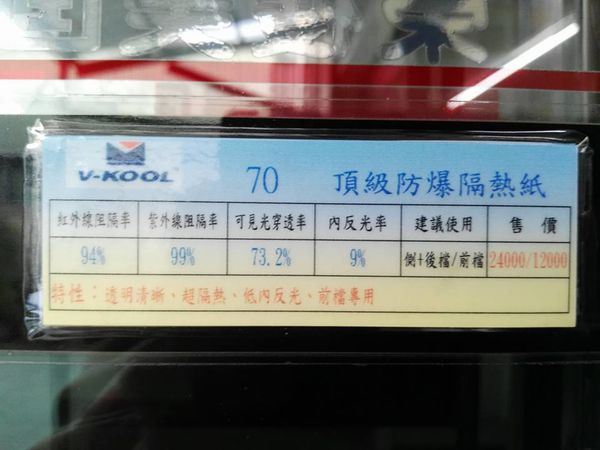 V-KOOL 70 頂級防爆隔熱紙
紅外線阻隔率 紫外線阻隔率 可見光穿透率 內反光率 建議使用 售 價
94% 99% 73.2% 9% 側+後檔/前檔 24000/12000
特性：透明清晰、超隔熱、低內反光、前檔專用